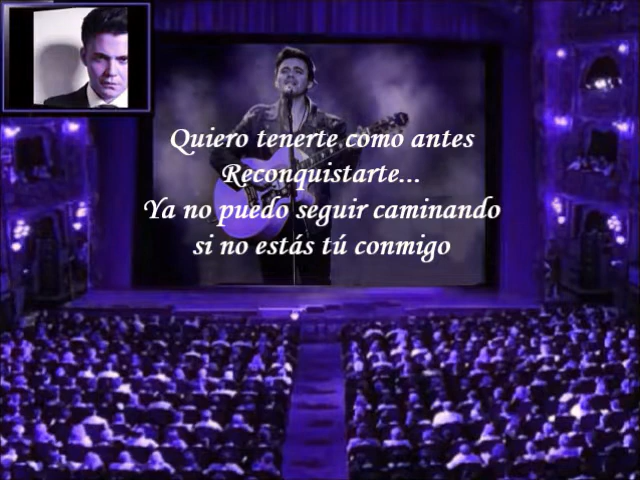 Quiero tenerte como antes
Reconquistarte...
Ya no puedo seguir caminando
si no estás tú conmigo